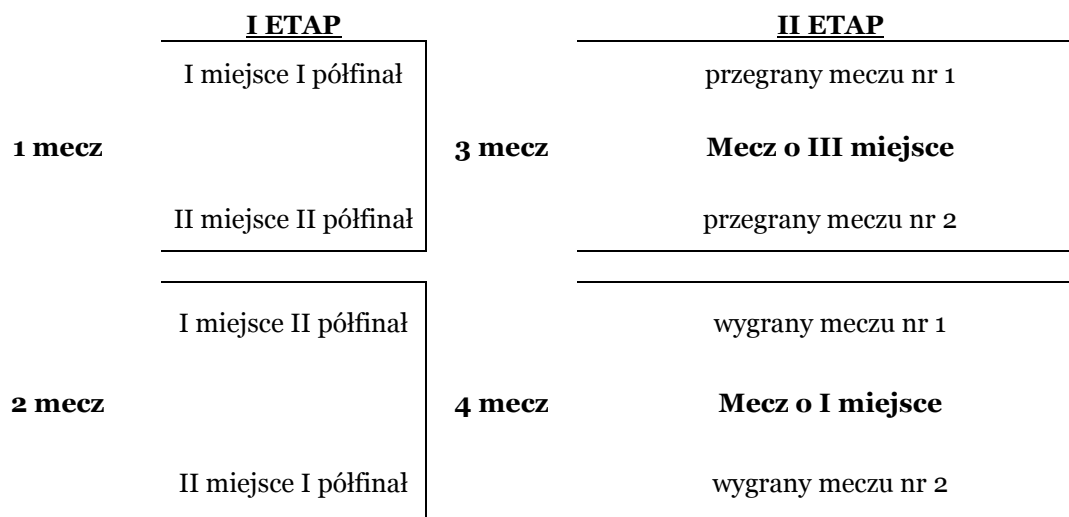 I ETAP II ETAP
I miejsce I półfinał przegrany meczu nr 1
1 mecz 3 mecz Mecz o III miejsce
II miejsce II półfinał przegrany meczu nr 2
I miejsce II półfinał wygrany meczu nr 1
2 mecz 4 mecz Mecz o I miejsce
II miejsce I półfinał wygrany meczu nr 2